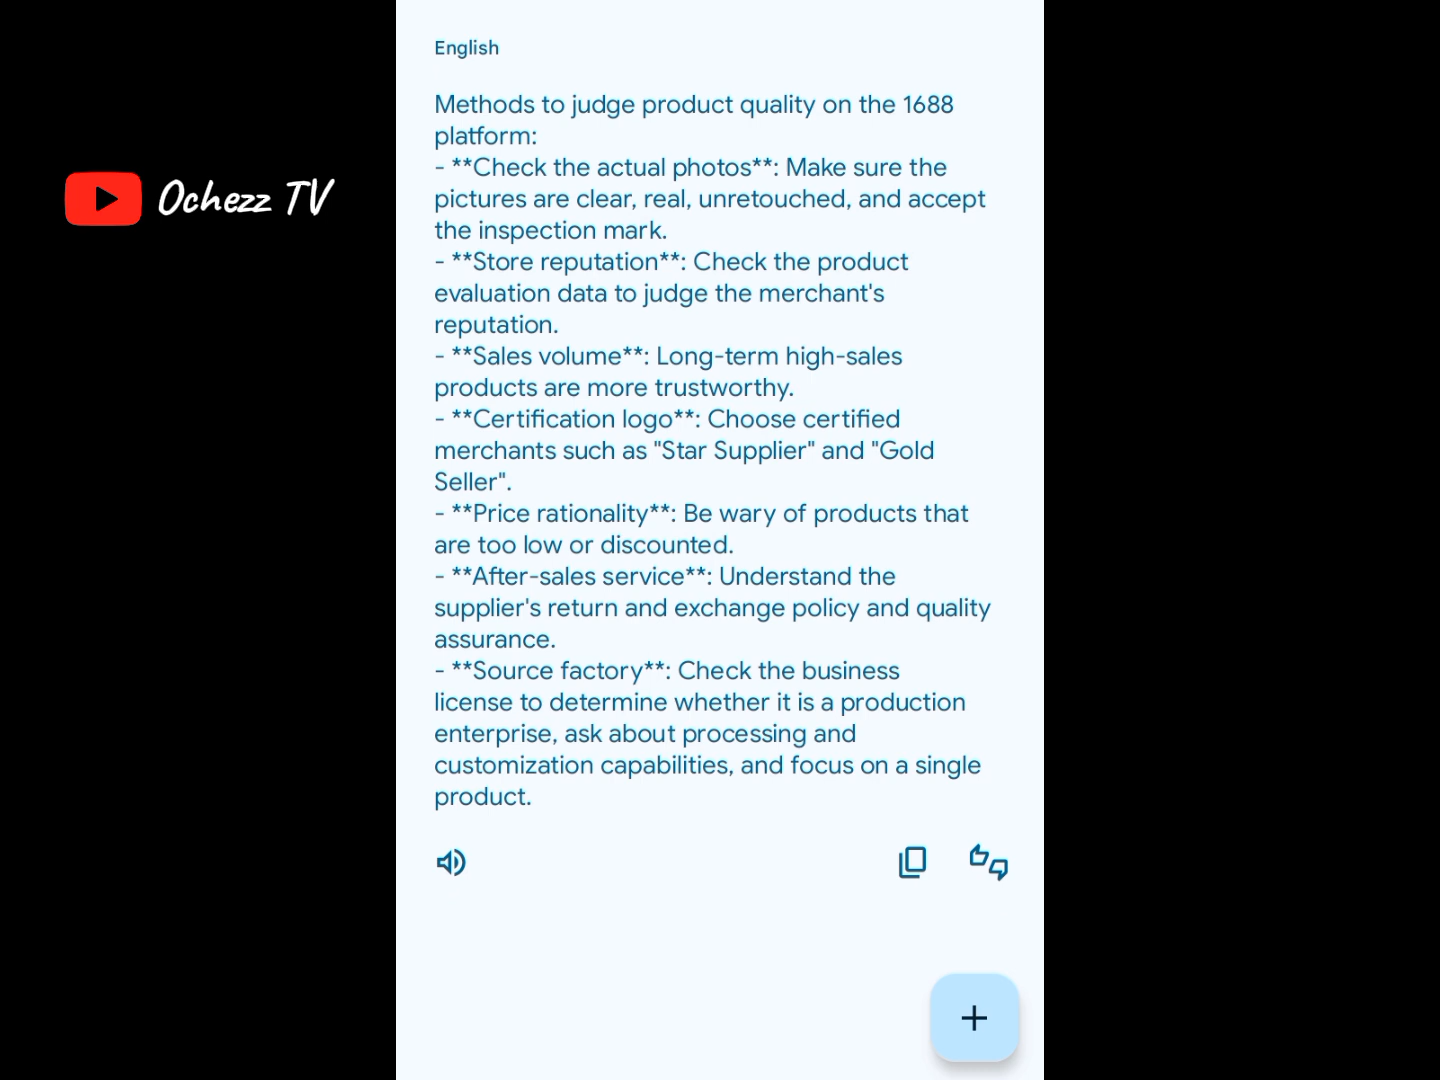 Ochezz TV
English
Methods to judge product quality on the 1688
platform:
- **Check the actual photos**: Make sure the
pictures are clear, real, unretouched, and accept
the inspection mark.
- **Store reputation**: Check the product
evaluation data to judge the merchant's
reputation.
- **Sales volume**: Long-term high-sales
products are more trustworthy.
- **Certification logo**: Choose certified
merchants such as "Star Supplier" and "Gold
Seller".
- **Price rationality**: Be wary of products that
are too low or discounted.
- **After-sales service**: Understand the
supplier's return and exchange policy and quality
assurance.
- **Source factory**: Check the business
license to determine whether it is a production
enterprise, ask about processing and
customization capabilities, and focus on a single
product.